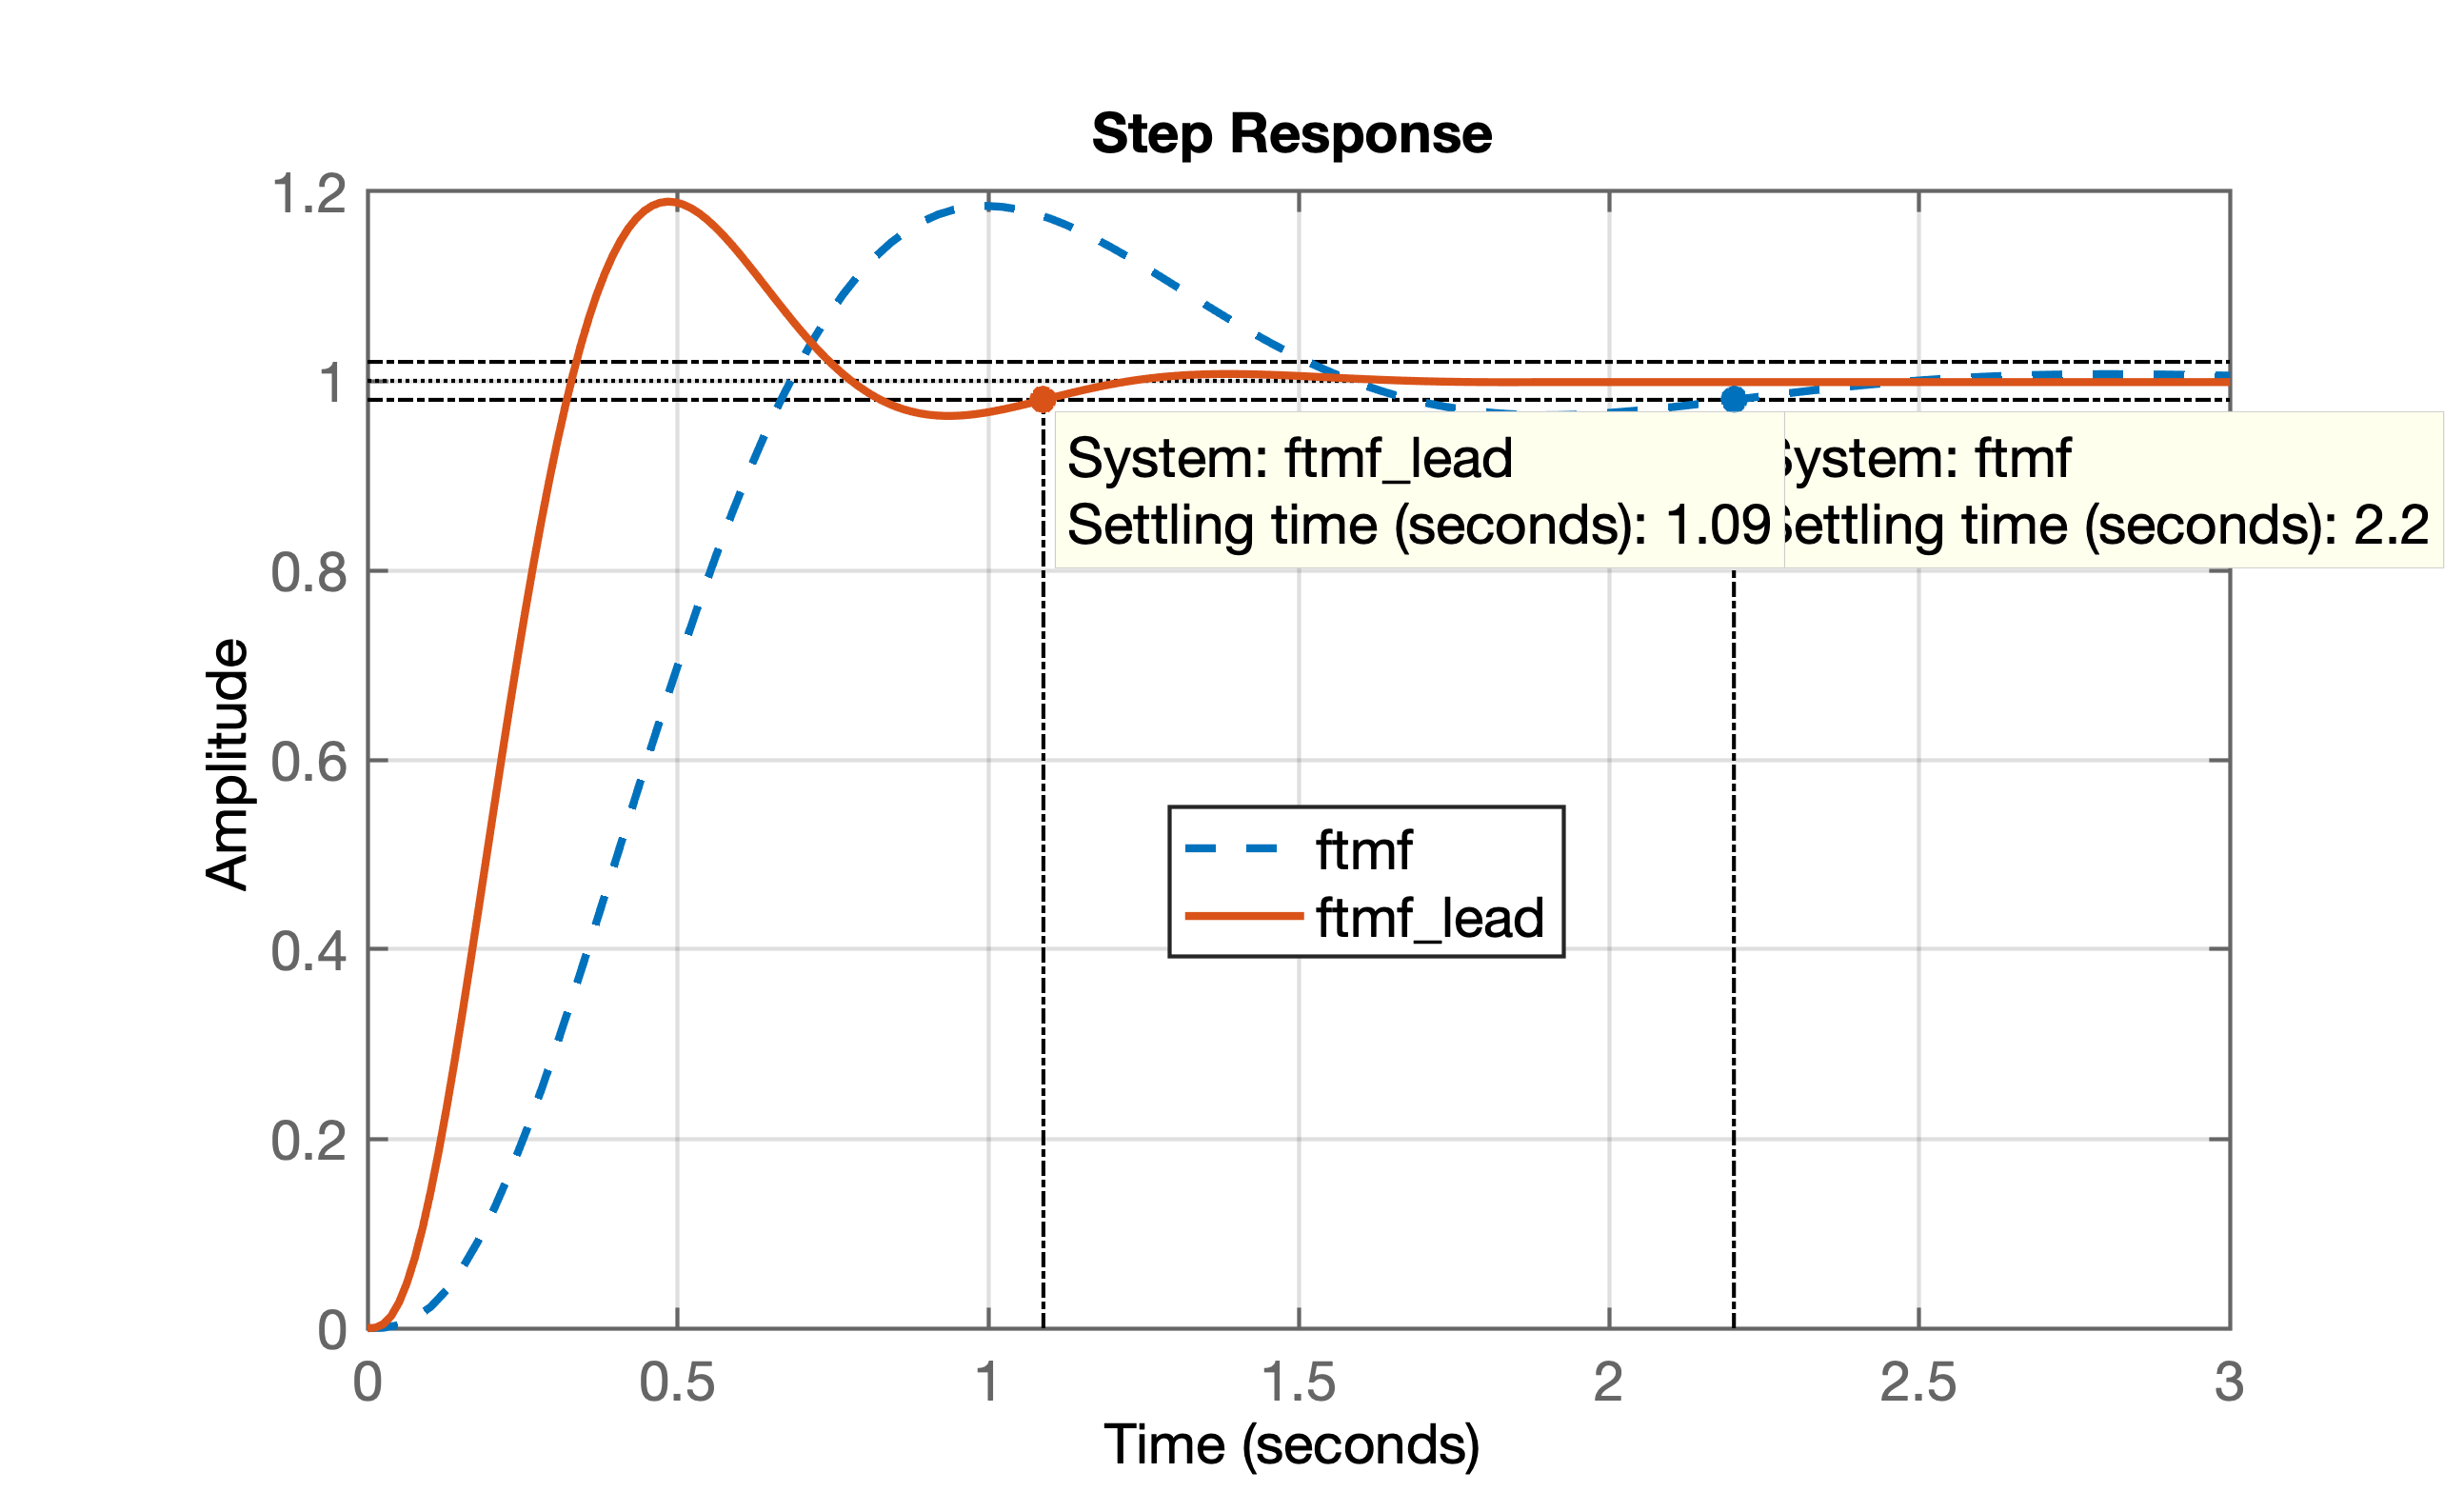 Step Response
1.2
1
0.8
0.6
0.4
0.2
0
Amplitude
System: ftmf_lead
Settling time (seconds): 1.09
ystem: ftmf
ettling time (seconds): 2.2
ftmf
ftmf_lead
0 0.5 1 1.5 2 2.5 3
Time (seconds)